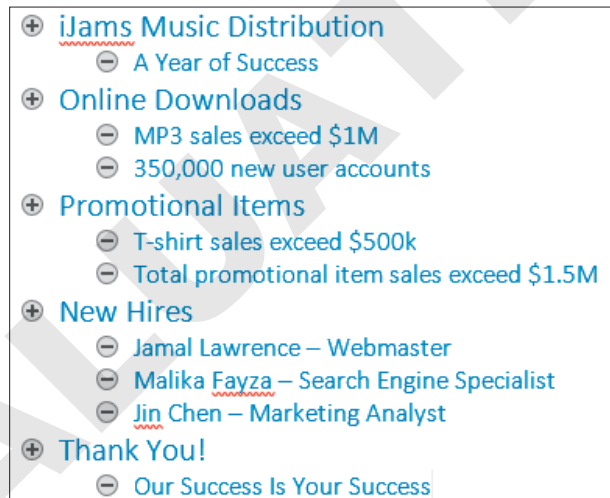 iJams Music Distribution
A Year of Success
Online Downloads
MP3 sales exceed $1M
350,000 new user accounts
Promotional Items
T-shirt sales exceed $500k
Total promotional item sales exceed $1.5M
New Hires
Jamal Lawrence – Webmaster
Malika Fayza – Search Engine Specialist
Jin Chen – Marketing Analyst
Thank You!
Our Success Is Your Success